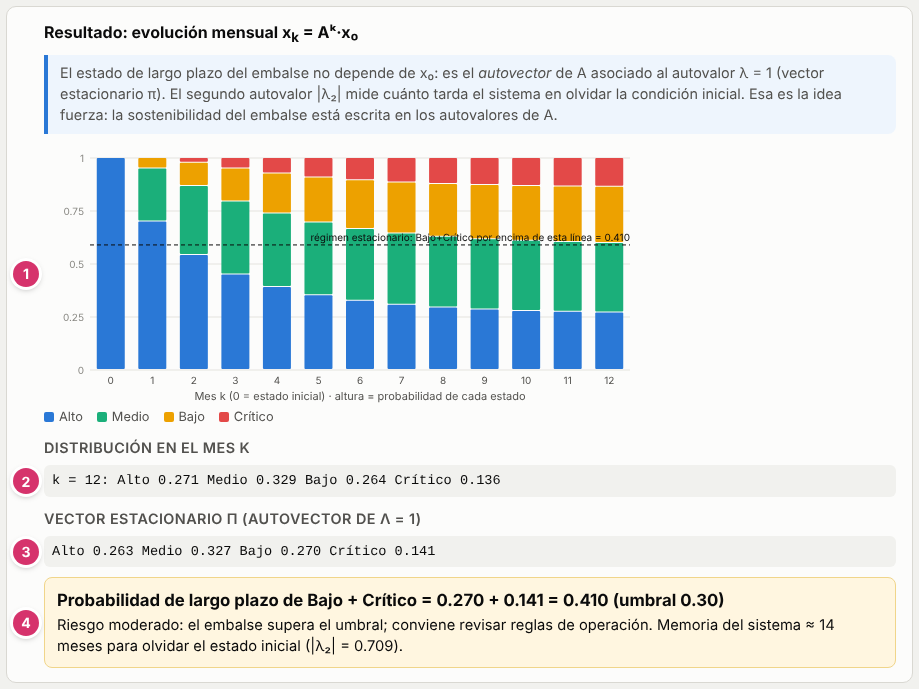 Resultado: evolución mensual xₖ = Aᵏ·x₀
El estado de largo plazo del embalse no depende de x₀: es el autovector de A asociado al autovalor λ = 1 (vector
estacionario π). El segundo autovalor |λ₂| mide cuánto tarda el sistema en olvidar la condición inicial. Esa es la idea
fuerza: la sostenibilidad del embalse está escrita en los autovalores de A.
1
0.75
régimen estacionario: Bajo+Crítico por encima de esta línea = 0.410
0.5
1
0.25
0
0 1 2 3 4 5 6 7 8 9 10 11 12
Mes k (0 = estado inicial) · altura = probabilidad de cada estado
Alto Medio Bajo Crítico
DISTRIBUCIÓN EN EL MES K
2
k = 12: Alto 0.271 Medio 0.329 Bajo 0.264 Crítico 0.136
VECTOR ESTACIONARIO Π (AUTOVECTOR DE Λ = 1)
3
Alto 0.263 Medio 0.327 Bajo 0.270 Crítico 0.141
4
Probabilidad de largo plazo de Bajo + Crítico = 0.270 + 0.141 = 0.410 (umbral 0.30)
Riesgo moderado: el embalse supera el umbral; conviene revisar reglas de operación. Memoria del sistema ≈ 14
meses para olvidar el estado inicial (|λ₂| = 0.709).